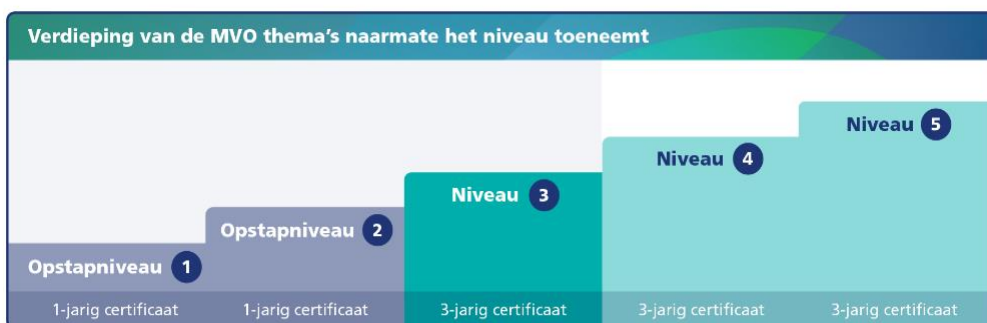 Verdieping van de MVO thema's naarmate het niveau toeneemt
Opstapniveau 1
Opstapniveau 2
Niveau 3
Niveau 4
Niveau 5
1-jarig certificaat
1-jarig certificaat
3-jarig certificaat
3-jarig certificaat
3-jarig certificaat